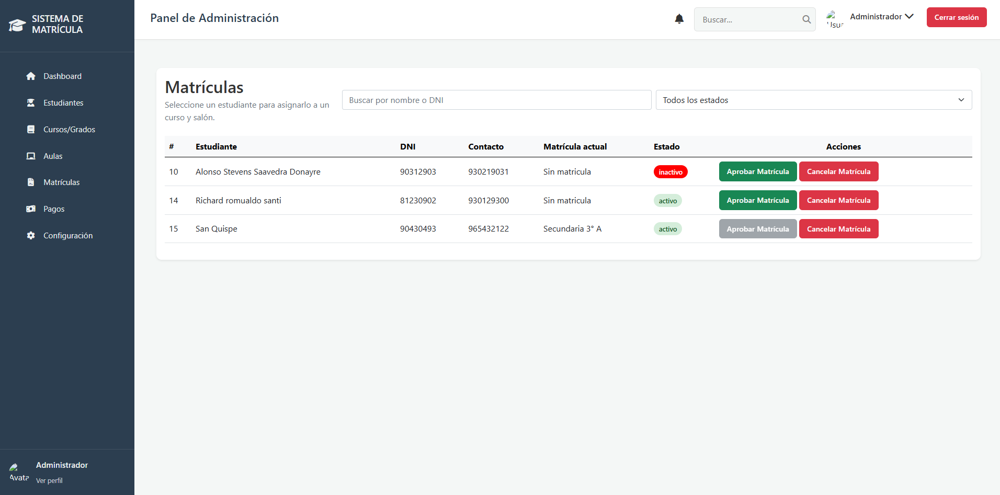 SISTEMA DE
MATRÍCULA
Dashboard
Estudiantes
Cursos/Grados
Aulas
Matrículas
Pagos
Configuración
Administrador
Ver perfil
Panel de Administración
Buscar...
Administrador
Cerrar sesión
Matrículas
Seleccione un estudiante para asignarlo a un
curso y salón.
Buscar por nombre o DNI
Todos los estados
# Estudiante DNI Contacto Matrícula actual Estado Acciones
10 Alonso Stevens Saavedra Donayre 90312903 930219031 Sin matricula inactivo Aprobar Matrícula Cancelar Matrícula
14 Richard romualdo santi 81230902 930129300 Sin matricula activo Aprobar Matrícula Cancelar Matrícula
15 San Quispe 90430493 965432122 Secundaria 3° A activo Aprobar Matrícula Cancelar Matrícula